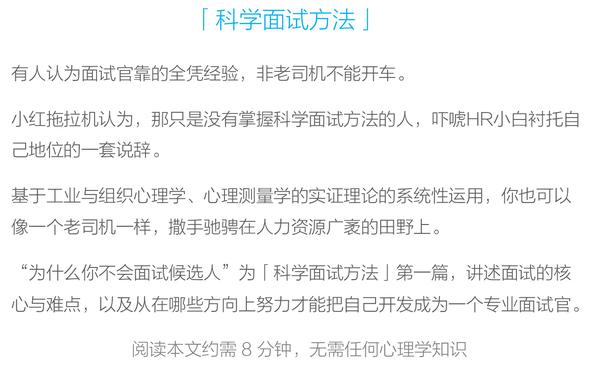 「科学面试方法」
有人认为面试官靠的全凭经验，非老司机不能开车。
小红拖拉机认为，那只是没有掌握科学面试方法的人，吓唬HR小白衬托自
己地位的一套说辞。
基于工业与组织心理学、心理测量学的实证理论的系统性运用，你也可以
像一个老司机一样，撒手驰骋在人力资源广袤的田野上。
“为什么你不会面试候选人”为「科学面试方法」第一篇，讲述面试的核
心与难点，以及从在哪些方向上努力才能把自己开发成为一个专业面试官。
阅读本文约需 8 分钟，无需任何心理学知识